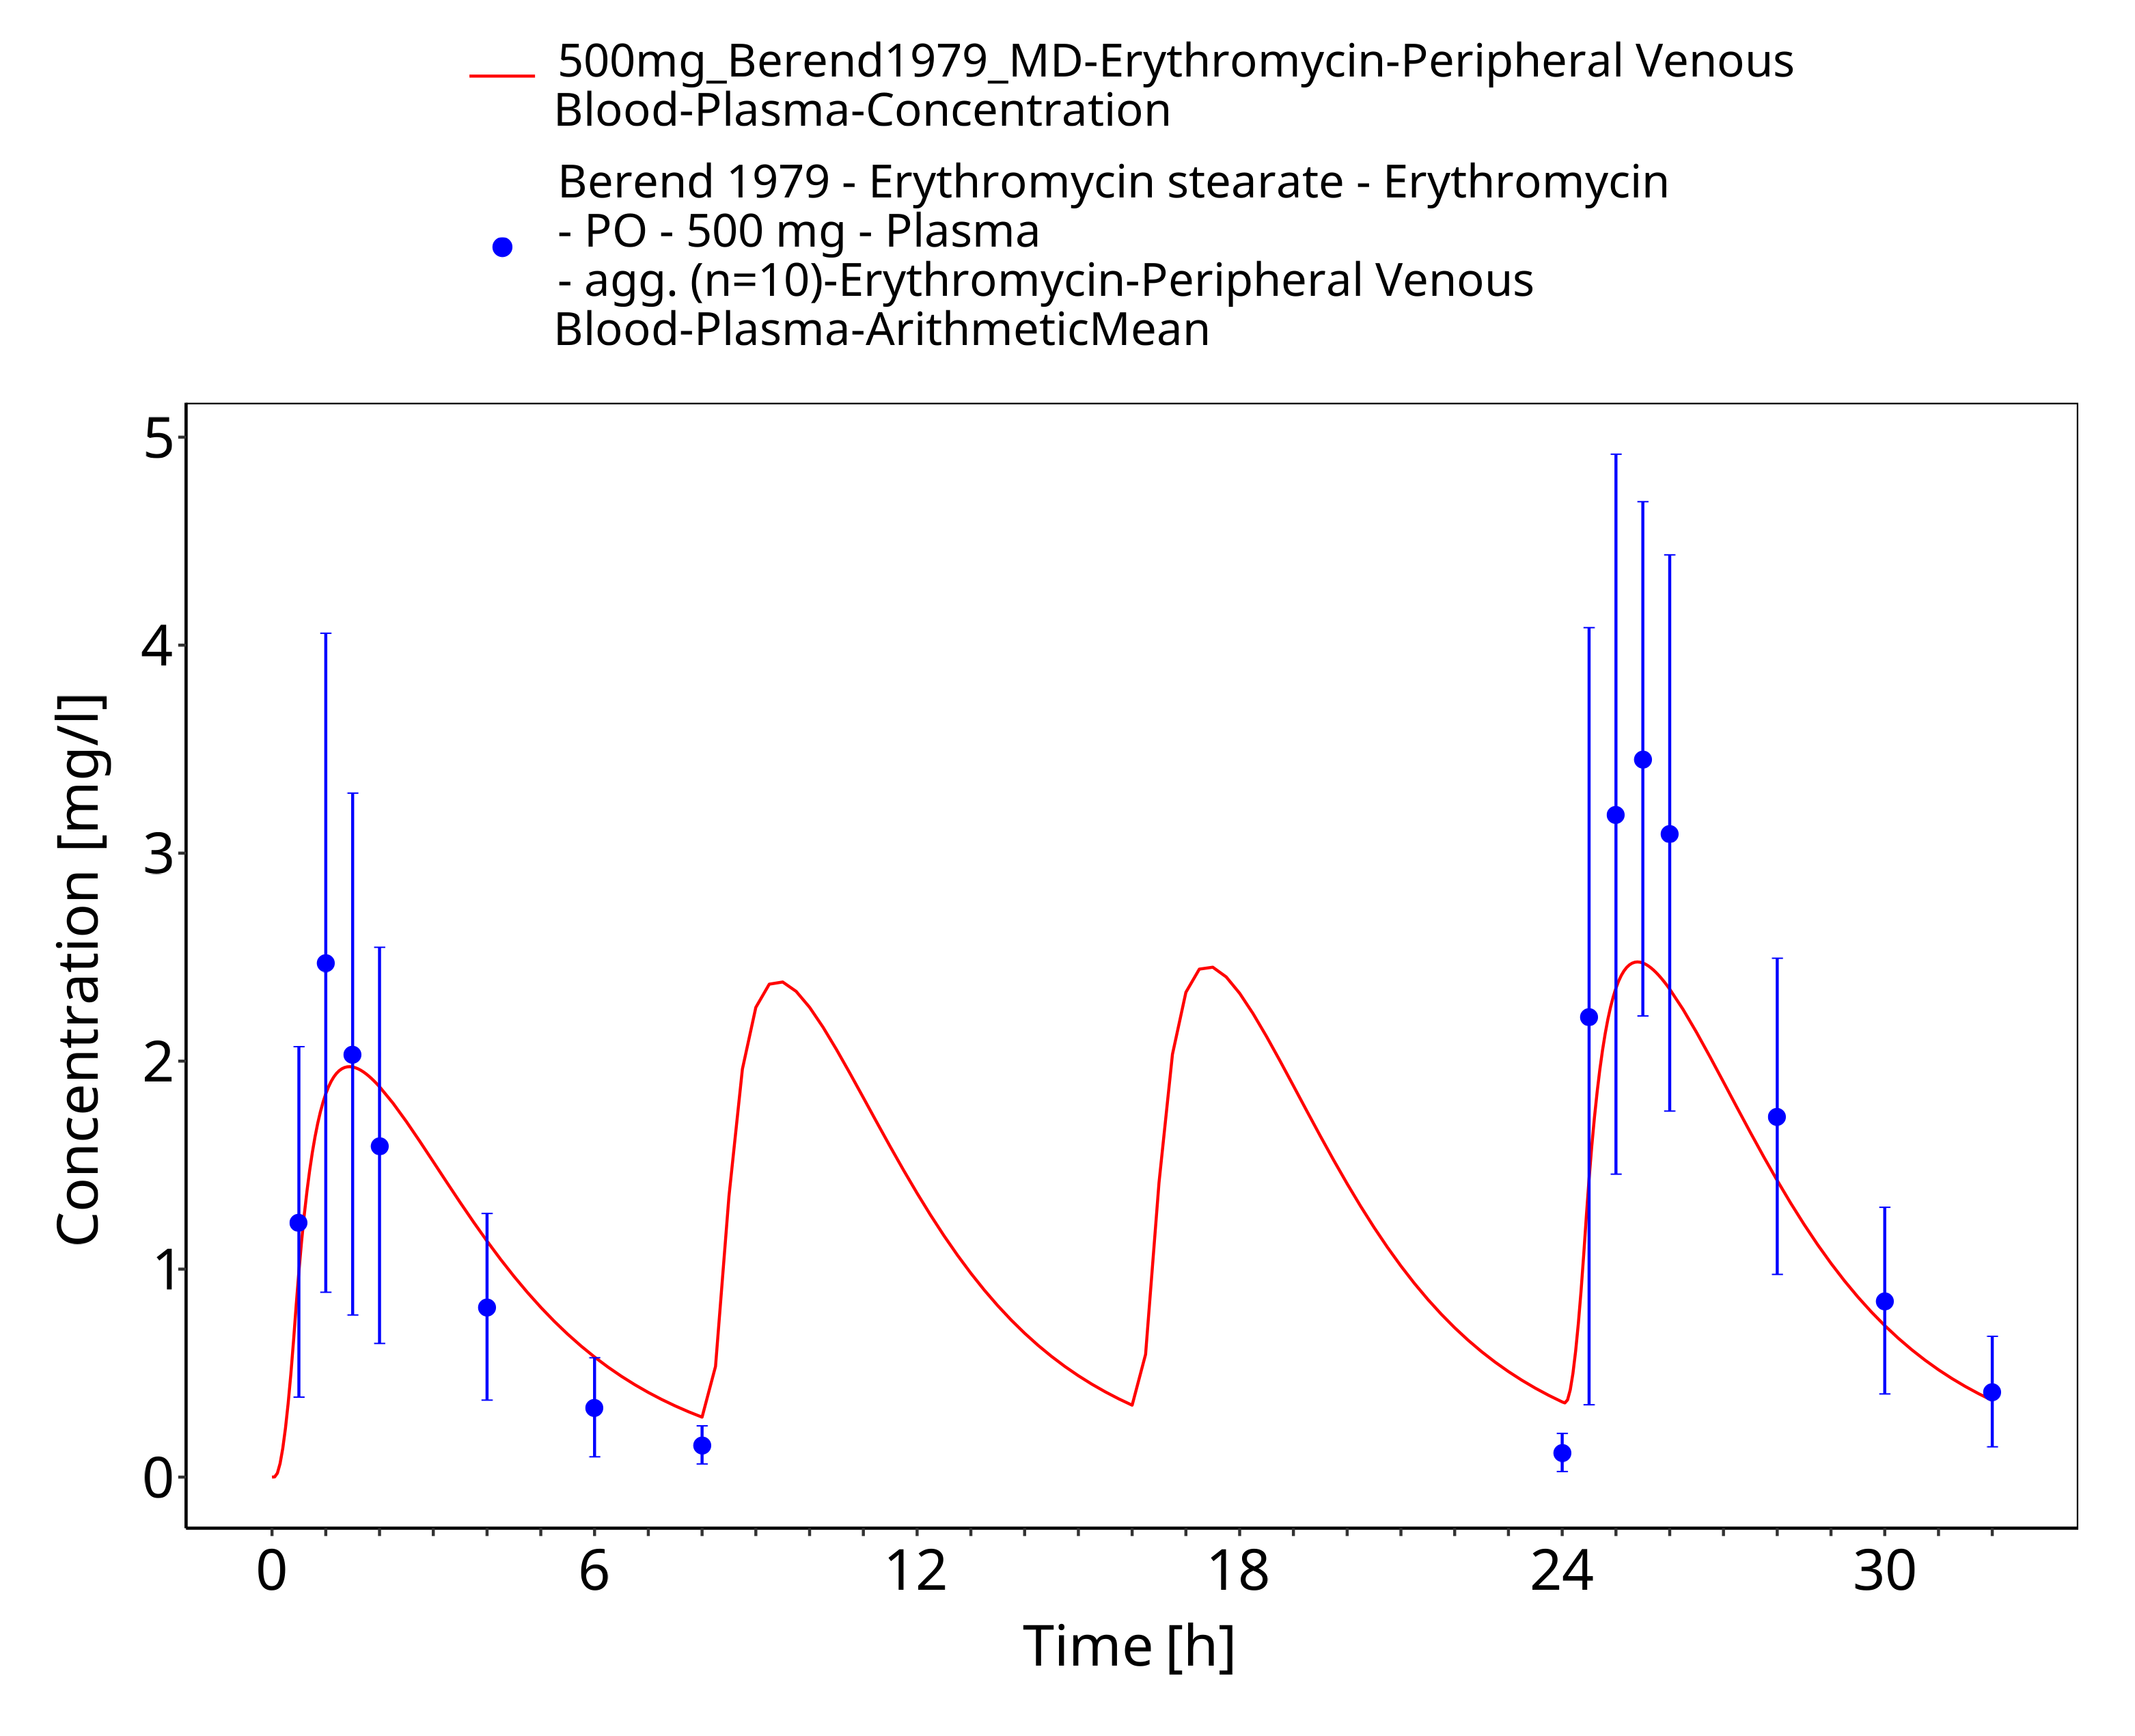 500mg_Berend1979_MD-Erythromycin-Peripheral Venous
Blood-Plasma-Concentration
Berend 1979 - Erythromycin stearate - Erythromycin
- PO - 500 mg - Plasma
- agg. (n=10)-Erythromycin-Peripheral Venous
Blood-Plasma-ArithmeticMean
Concentration [mg/l]
5
4
3
2
1
0
0 6 12 18 24 30
Time [h]